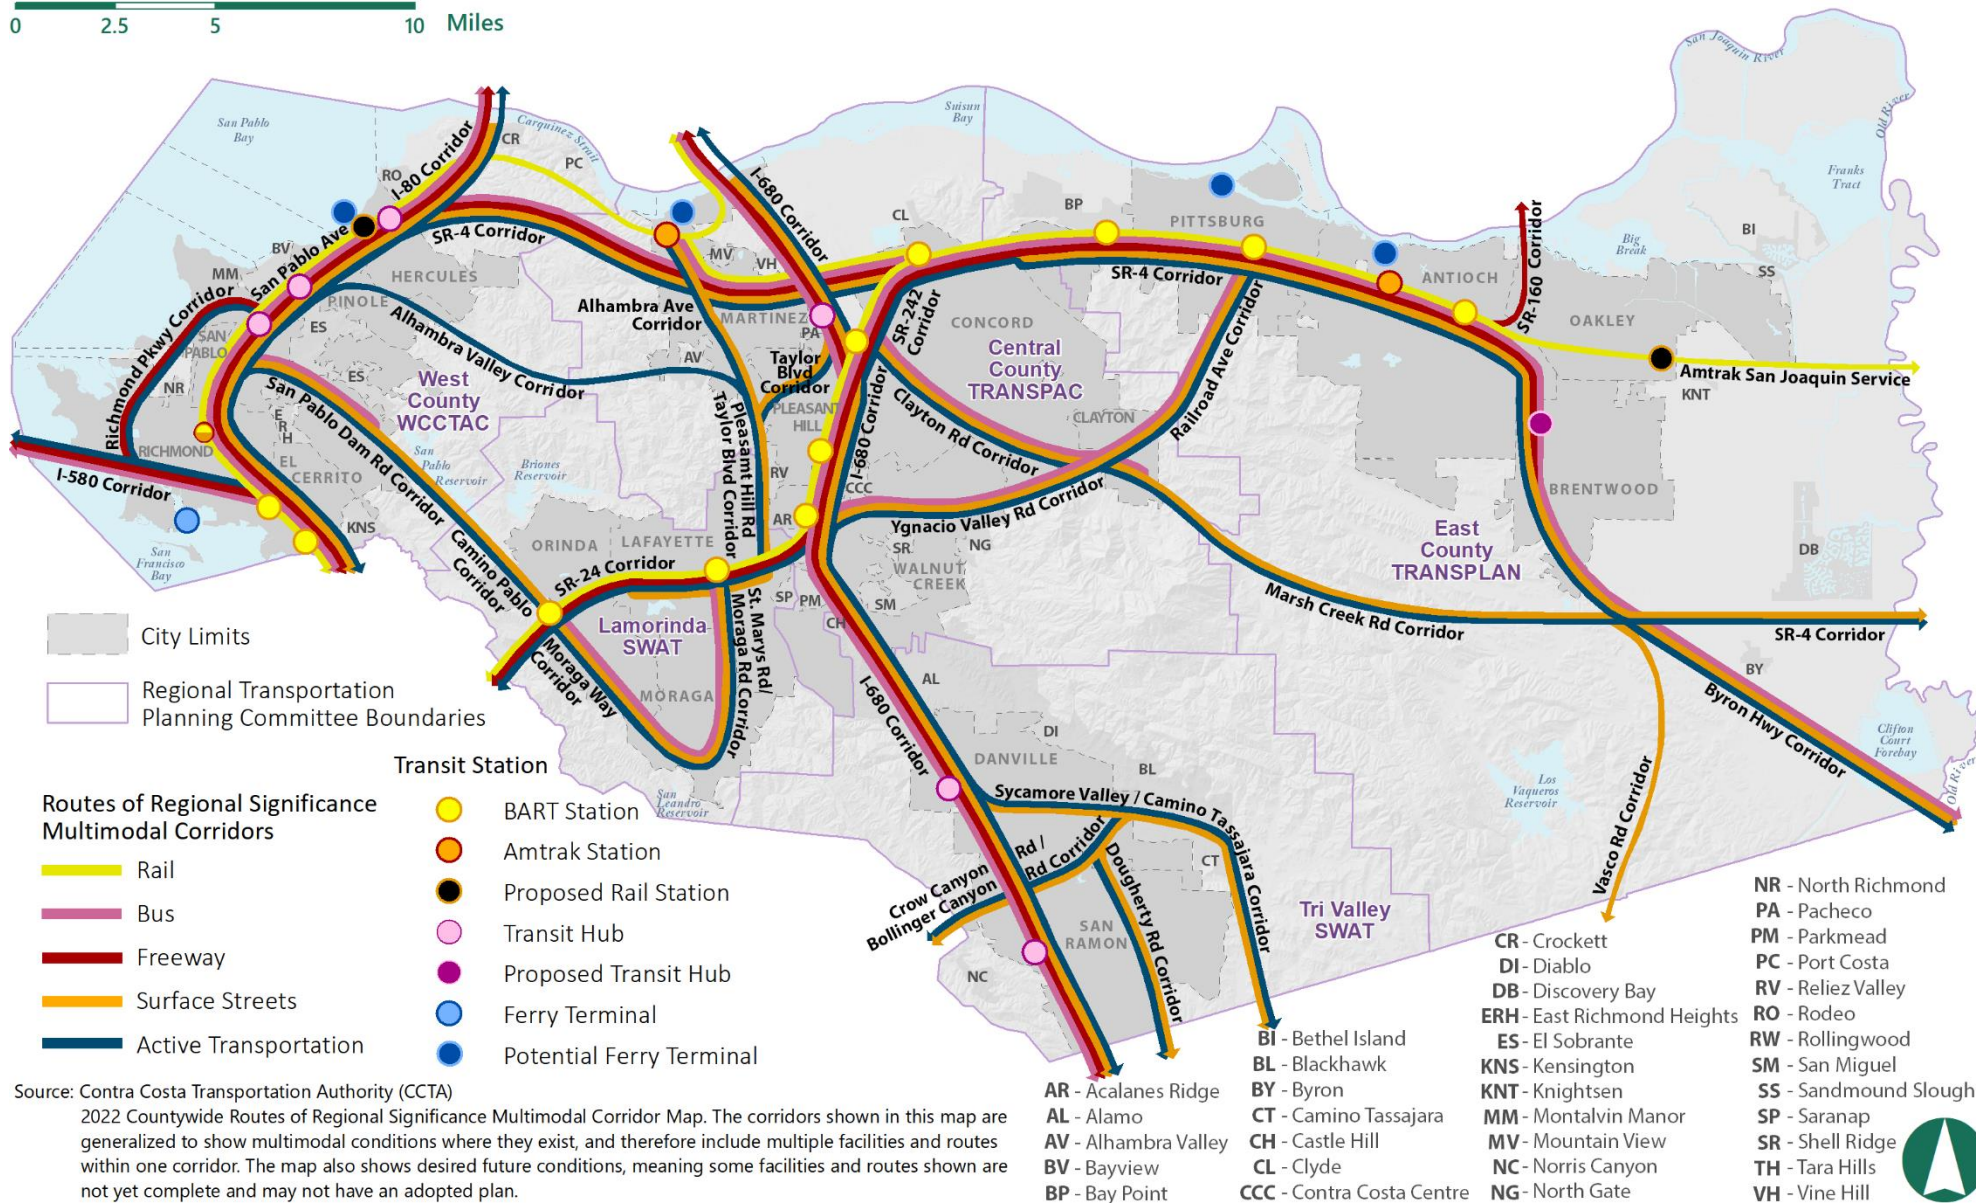 0 2.5 5 10 Miles
San Pablo
Bay
Carquinez Strait
Suisun
Bay
San Joaquin River
Old River
Franks
Tract
Big
Break
CR
PC
RO
I-80 Corridor
I-680 Corridor
CL
BP
PITTSBURG
BI
SS
BV
San Pablo Ave
SR-4 Corridor
HERCULES
MV
VH
SR-4 Corridor
ANTIOCH
SR-160 Corridor
OAKLEY
MM
Richmond Pkwy Corridor
PINOLE
ES
SAN
PABLO
Alhambra Valley Corridor
Alhambra Ave
Corridor
MARTINEZ
PA
SR-242
Corridor
CONCORD
Central
County
TRANSPAC
Railroad Ave Corridor
AV
Taylor
Blvd
Corridor
Amtrak San Joaquin Service
KNT
NR
ES
West
County
WCCTAC
San Pablo Dam Rd Corridor
E
R
H
Pleasamt Hill Rd
Taylor Blvd Corridor
PLEASANT
HILL
I-680 Corridor
Clayton Rd Corridor
CLAYTON
RICHMOND
EL
CERRITO
San
Pablo
Reservoir
Briones
Reservoir
RV
CCC
I-580 Corridor
KNS
San
Francisco
Bay
AR
Ygnacio Valley Rd Corridor
BRENTWOOD
East
County
TRANSPLAN
DB
Camino Pablo
Corridor
ORINDA
LAFAYETTE
SR-24 Corridor
SR
NG
WALNUT
CREEK
SP
PM
SM
CH
Marsh Creek Rd Corridor
SR-4 Corridor
Lamorinda
SWAT
St. Marys Rd/
Moraga Rd Corridor
Moraga Way
Corridor
MORAGA
I-680 Corridor
AL
BY
Byron Hwy Corridor
Clifton
Court
Forebay
Old River
DI
DANVILLE
BL
San
Leandro
Reservoir
Sycamore Valley / Camino Tassajara Corridor
Los
Vaqueros
Reservoir
Vasco Rd Corridor
Crow Canyon Rd /
Bollinger Canyon Rd Corridor
Dougherty Rd Corridor
CT
SAN
RAMON
NC
Tri Valley
SWAT
City Limits
Regional Transportation
Planning Committee Boundaries
Routes of Regional Significance
Multimodal Corridors
Rail
Bus
Freeway
Surface Streets
Active Transportation
Transit Station
BART Station
Amtrak Station
Proposed Rail Station
Transit Hub
Proposed Transit Hub
Ferry Terminal
Potential Ferry Terminal
Source: Contra Costa Transportation Authority (CCTA)
2022 Countywide Routes of Regional Significance Multimodal Corridor Map. The corridors shown in this map are
generalized to show multimodal conditions where they exist, and therefore include multiple facilities and routes
within one corridor. The map also shows desired future conditions, meaning some facilities and routes shown are
not yet complete and may not have an adopted plan.
AR - Acalanes Ridge
AL - Alamo
AV - Alhambra Valley
BV - Bayview
BP - Bay Point
BI - Bethel Island
BL - Blackhawk
BY - Byron
CT - Camino Tassajara
CH - Castle Hill
CL - Clyde
CCC - Contra Costa Centre
CR - Crockett
DI - Diablo
DB - Discovery Bay
ERH - East Richmond Heights
ES - El Sobrante
KNS - Kensington
KNT - Knightsen
MM - Montalvin Manor
MV - Mountain View
NC - Norris Canyon
NG - North Gate
NR - North Richmond
PA - Pacheco
PM - Parkmead
PC - Port Costa
RV - Reliez Valley
RO - Rodeo
RW - Rollingwood
SM - San Miguel
SS - Sandmound Slough
SP - Saranap
SR - Shell Ridge
TH - Tara Hills
VH - Vine Hill